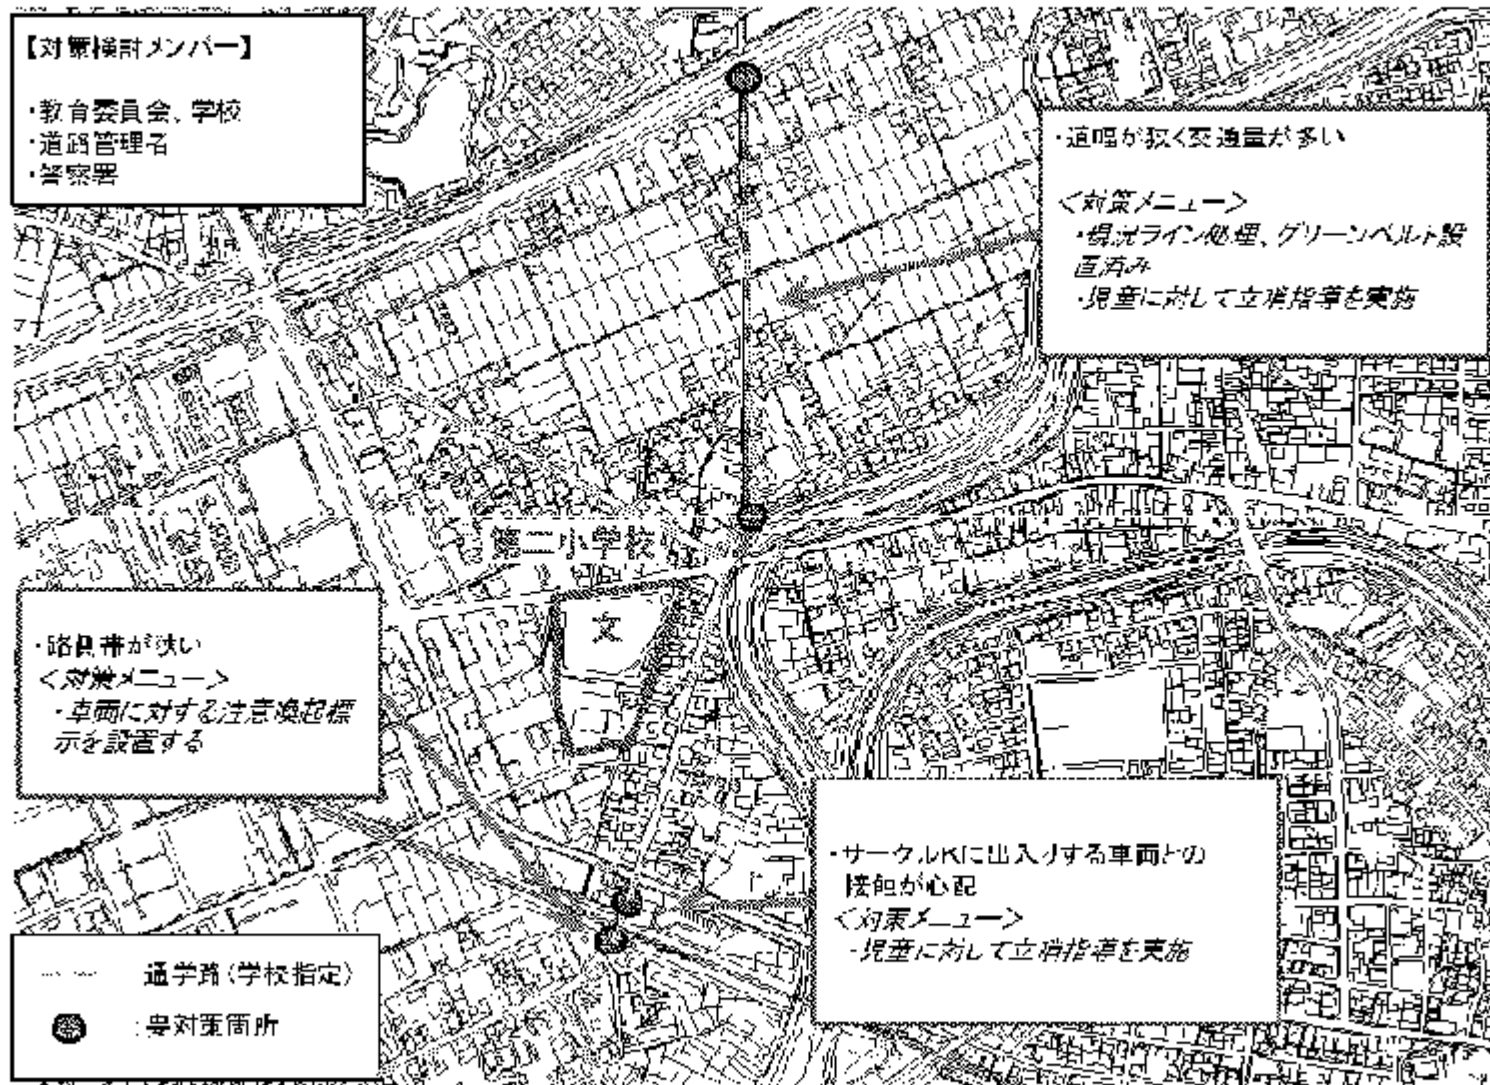 【対策検討メンバー】
・教育委員会、学校
・道路管理者
・警察署
・道幅が狭く交通量が多い
＜対策メニュー＞
・現況ライン処理、グリーンベルト設
置済み
・児童に対して立哨指導を実施
第二小学校
文
・路側帯が狭い
＜対策メニュー＞
・車両に対する注意喚起標
示を設置する
・サークルKに出入りする車両との
接触が心配
＜対策メニュー＞
・児童に対して立哨指導を実施
通学路(学校指定)
:要対策箇所